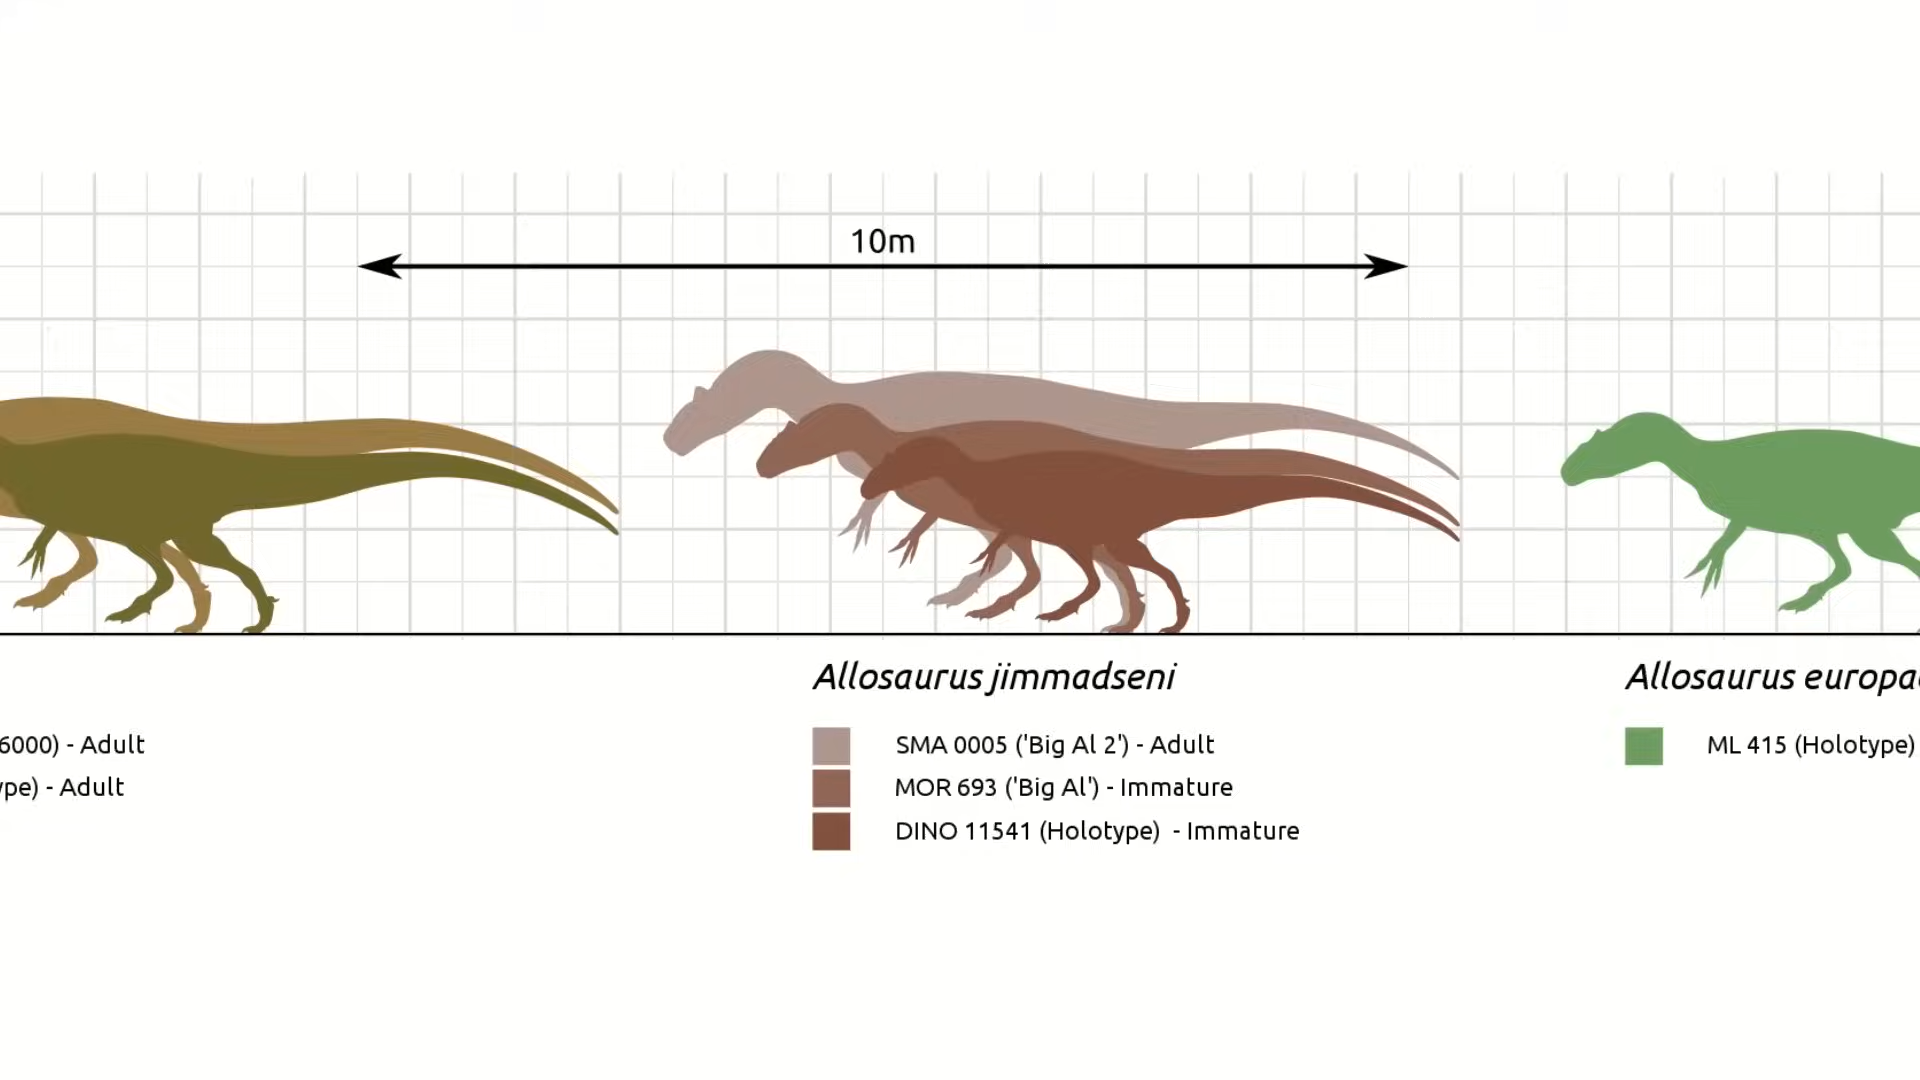 10m
Allosaurus jimmadseni
Allosaurus europa
6000) - Adult
SMA 0005 ('Big Al 2') - Adult
ML 415 (Holotype)
ype) - Adult
MOR 693 ('Big Al') - Immature
DINO 11541 (Holotype) - Immature